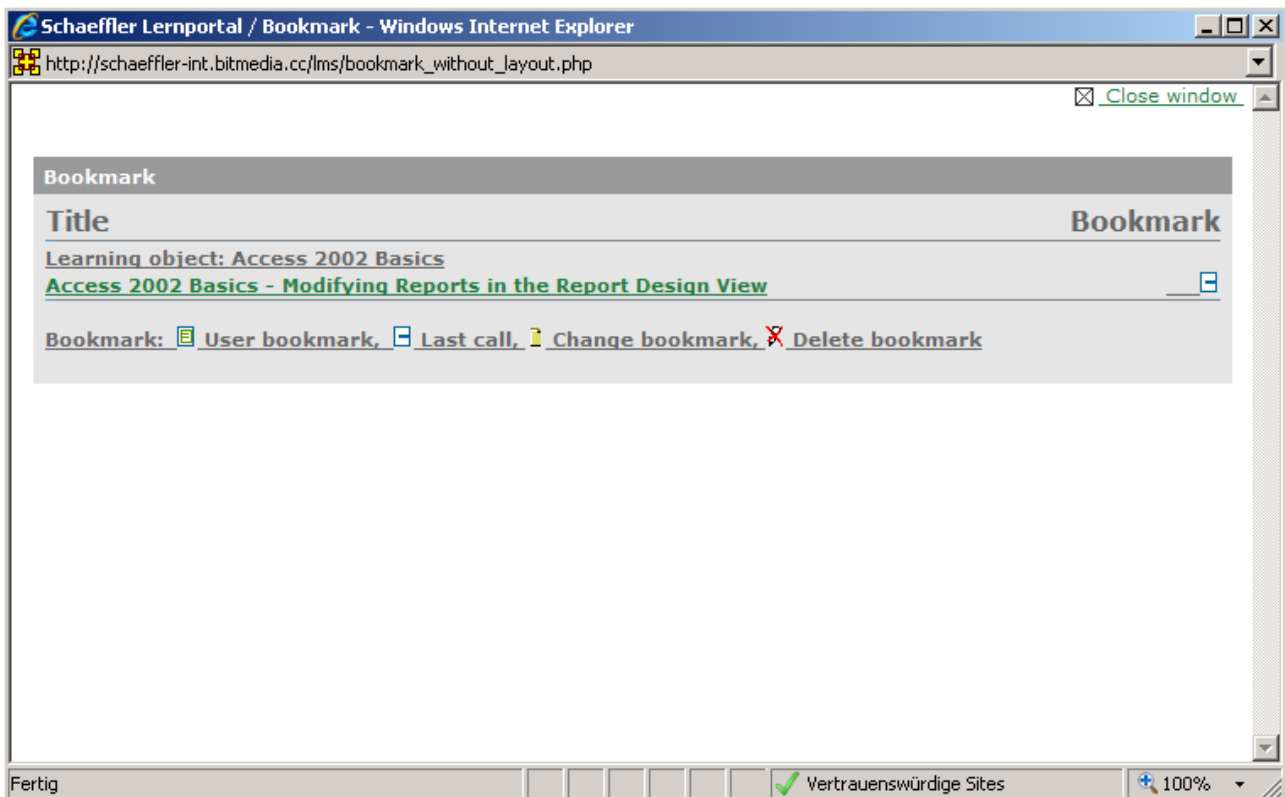 Schaeffler Lernportal / Bookmark - Windows Internet Explorer
http://schaeffler-int.bitmedia.cc/lms/bookmark_without_layout.php
Close window
Bookmark
Title Bookmark
Learning object: Access 2002 Basics
Access 2002 Basics - Modifying Reports in the Report Design View
Bookmark: User bookmark, Last call, Change bookmark, Delete bookmark
Fertig Vertrauenswürdige Sites 100%